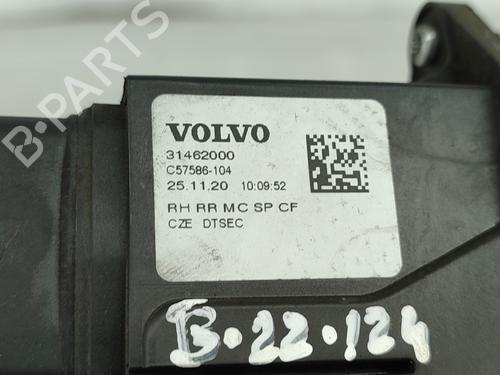 B-PARTS
VOLVO
31462000
C57586-104
25.11.20 10:09:52
RH RR MC SP CF
CZE DTSEC
B·22·124